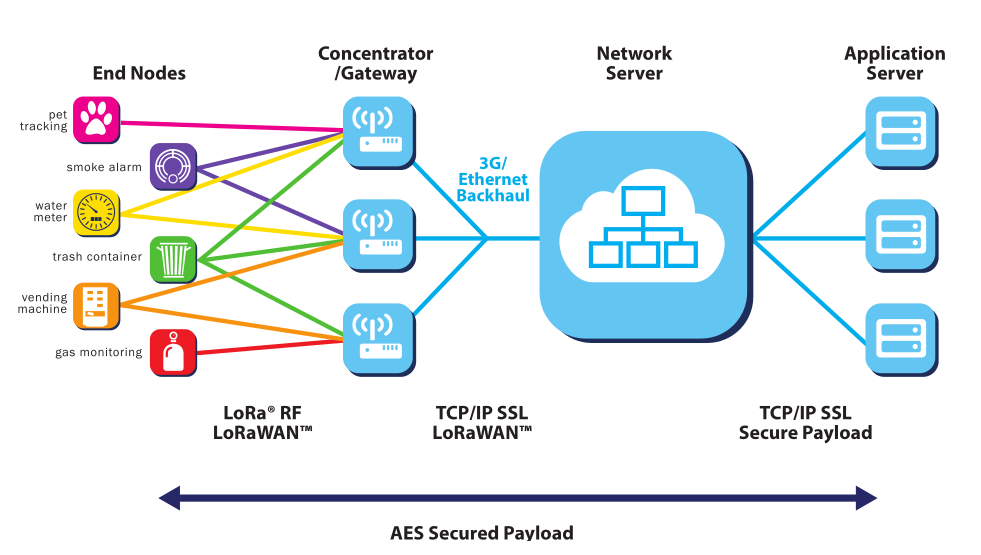 End Nodes
Concentrator
/Gateway
Network
Server
Application
Server
pet
tracking
smoke alarm
water
meter
trash container
vending
machine
gas monitoring
3G/
Ethernet
Backhaul
LoRa® RF
LoRaWAN™
TCP/IP SSL
LoRaWAN™
TCP/IP SSL
Secure Payload
AES Secured Payload